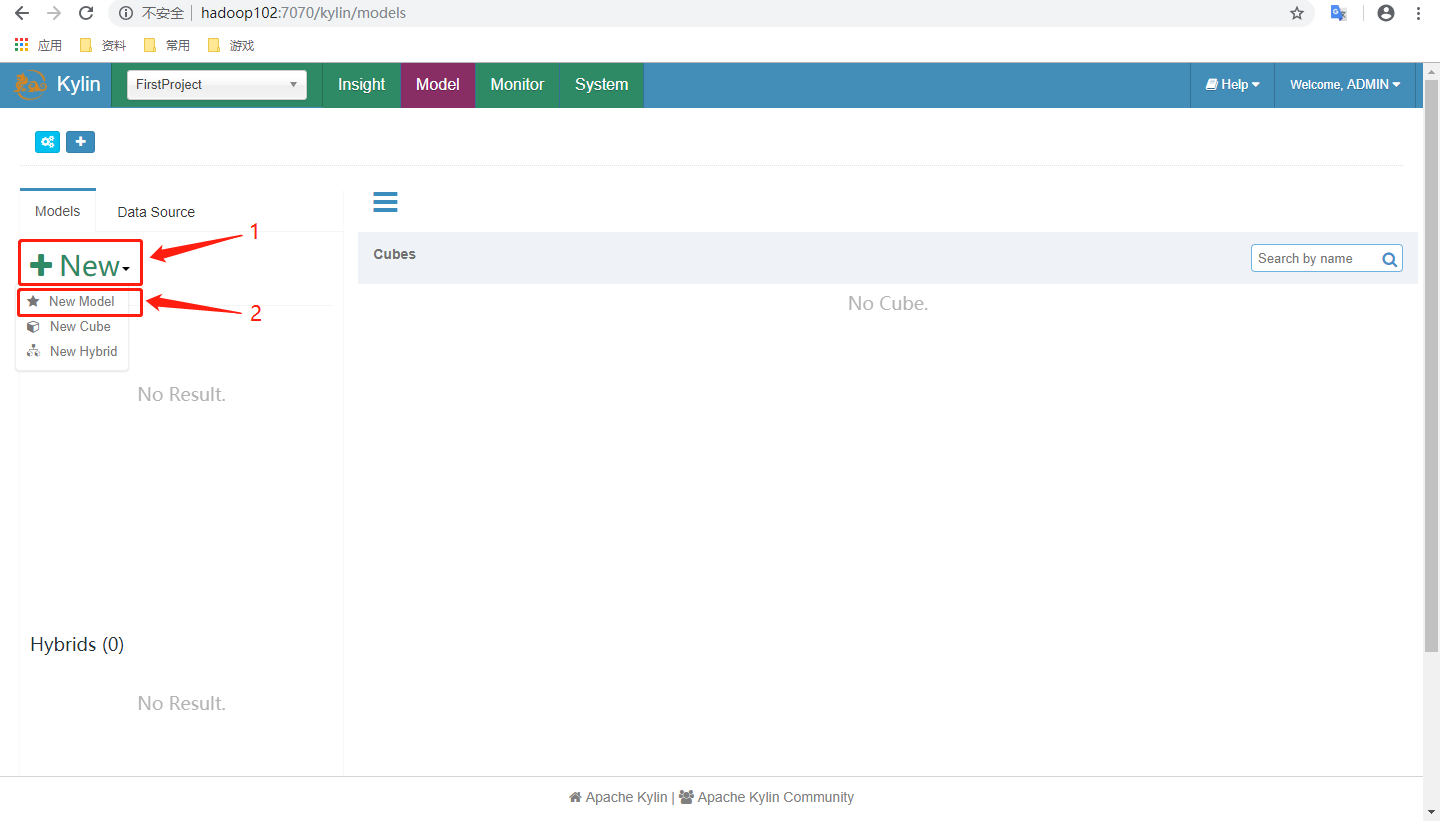 不安全 hadoop102:7070/kylin/models
应用 资料 常用 游戏
Kylin FirstProject Insight Model Monitor System Help Welcome, ADMIN
Models Data Source
1
New
Cubes Search by name
New Model
2
No Cube.
New Cube
New Hybrid
No Result.
Hybrids (0)
No Result.
Apache Kylin | Apache Kylin Community